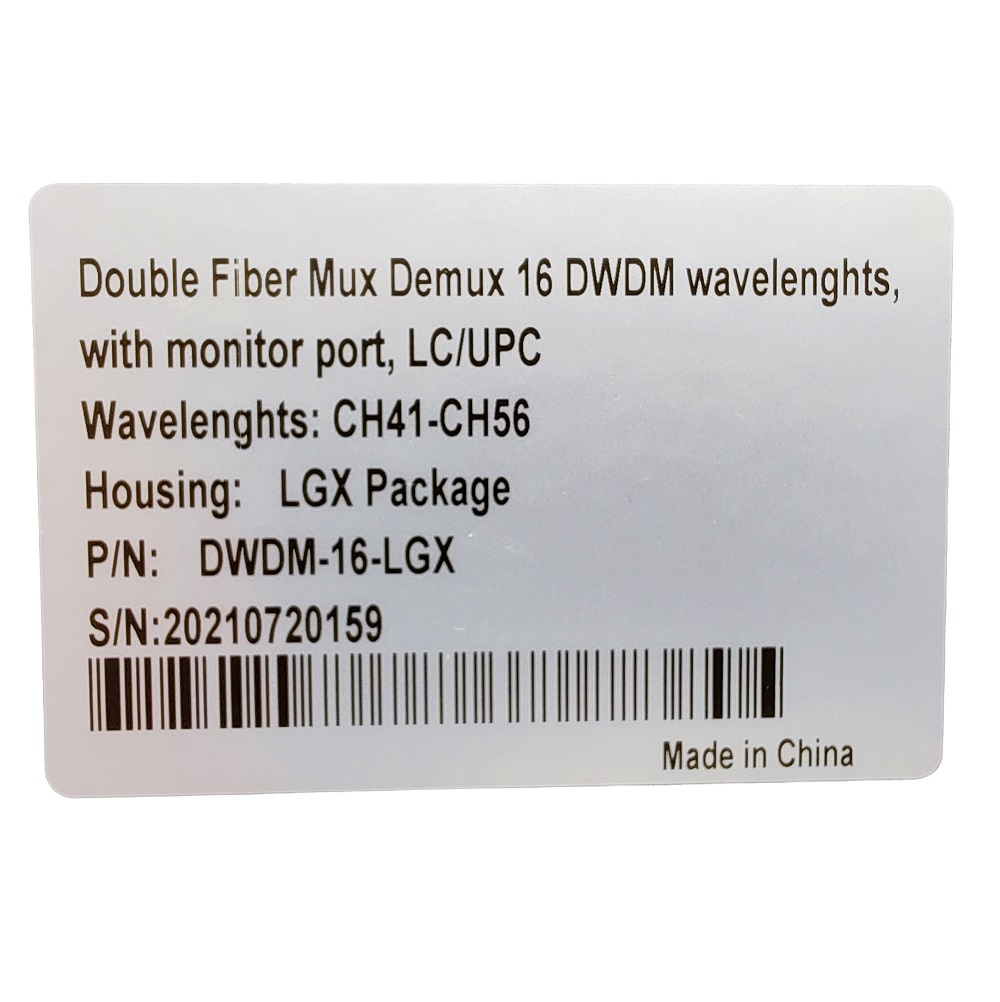 Double Fiber Mux Demux 16 DWDM wavelenghts,
with monitor port, LC/UPC
Wavelenghts: CH41-CH56
Housing: LGX Package
P/N: DWDM-16-LGX
S/N:20210720159
Made in China